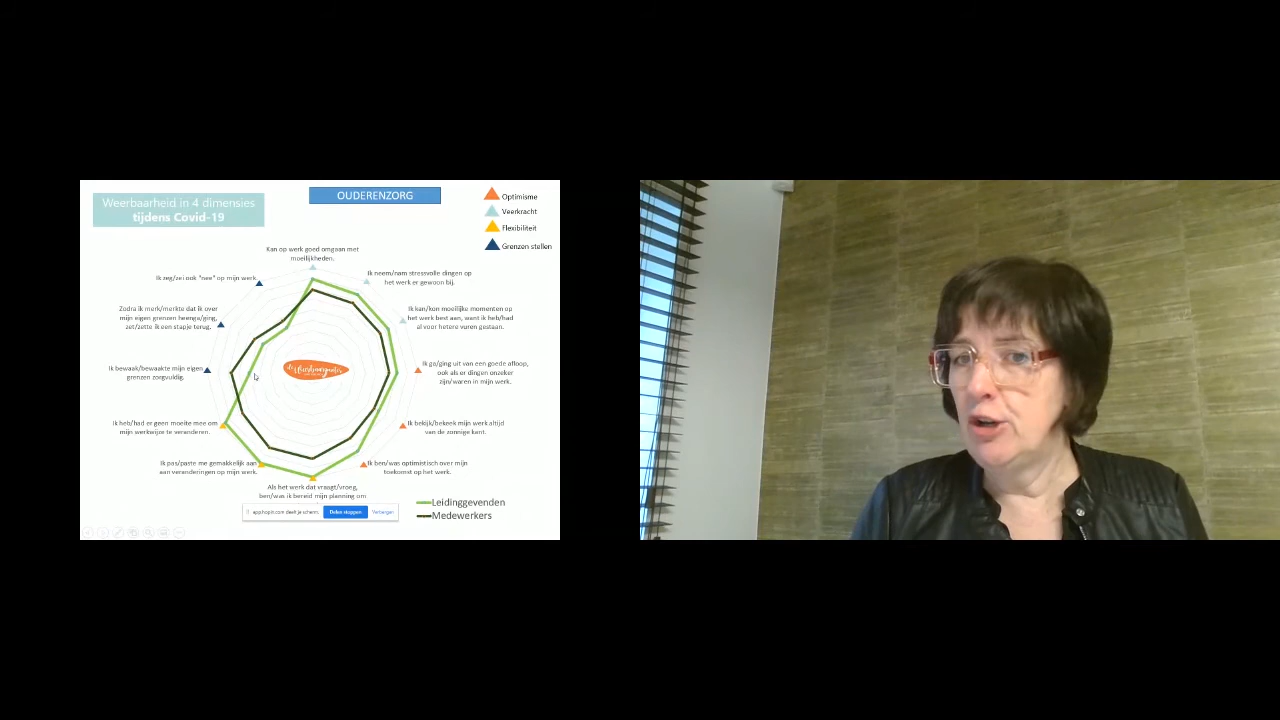 Weerbaarheid in 4 dimensies
tijdens Covid-19
OUDERENZORG
Optimisme
Veerkracht
Flexibiliteit
Grenzen stellen
Kan op werk goed omgaan met
moeilijkheden.
Ik neem/nam stressvolle dingen op
het werk er gewoon bij.
Ik kan/kon moeilijke momenten op
het werk best aan, want ik heb/had
al voor hetere vuren gestaan.
Ik ga/ging uit van een goede afloop,
ook als er dingen onzeker
zijn/waren in mijn werk.
Ik bekijk/bekeek mijn werk altijd
van de zonnige kant.
Ik ben/was optimistisch over mijn
toekomst op het werk.
Als het werk dat vraagt/vroeg,
ben/was ik bereid mijn planning om
Ik pas/paste me gemakkelijk aan
aan veranderingen op mijn werk.
Ik heb/had er geen moeite mee om
mijn werkwijze te veranderen.
Ik bewaak/bewaakte mijn eigen
grenzen zorgvuldig.
Zodra ik merk/merkte dat ik over
mijn eigen grenzen heenga/ging,
zet/zette ik een stapje terug.
Ik zeg/zei ook "nee" op mijn werk.
app.hopin.com deelt je scherm.
Delen stoppen
Verbergen
Leidinggevenden
Medewerkers